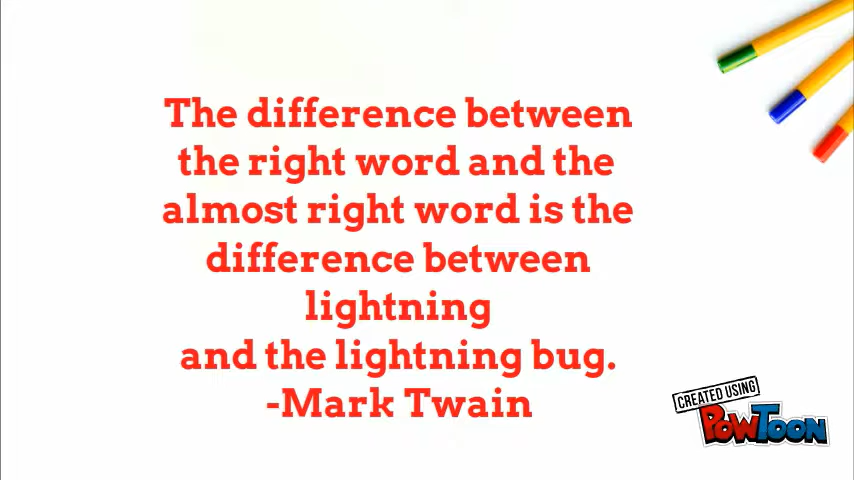 The difference between
the right word and the
almost right word is the
difference between
lightning
and the lightning bug.
-Mark Twain
CREATED USING
POWTOON